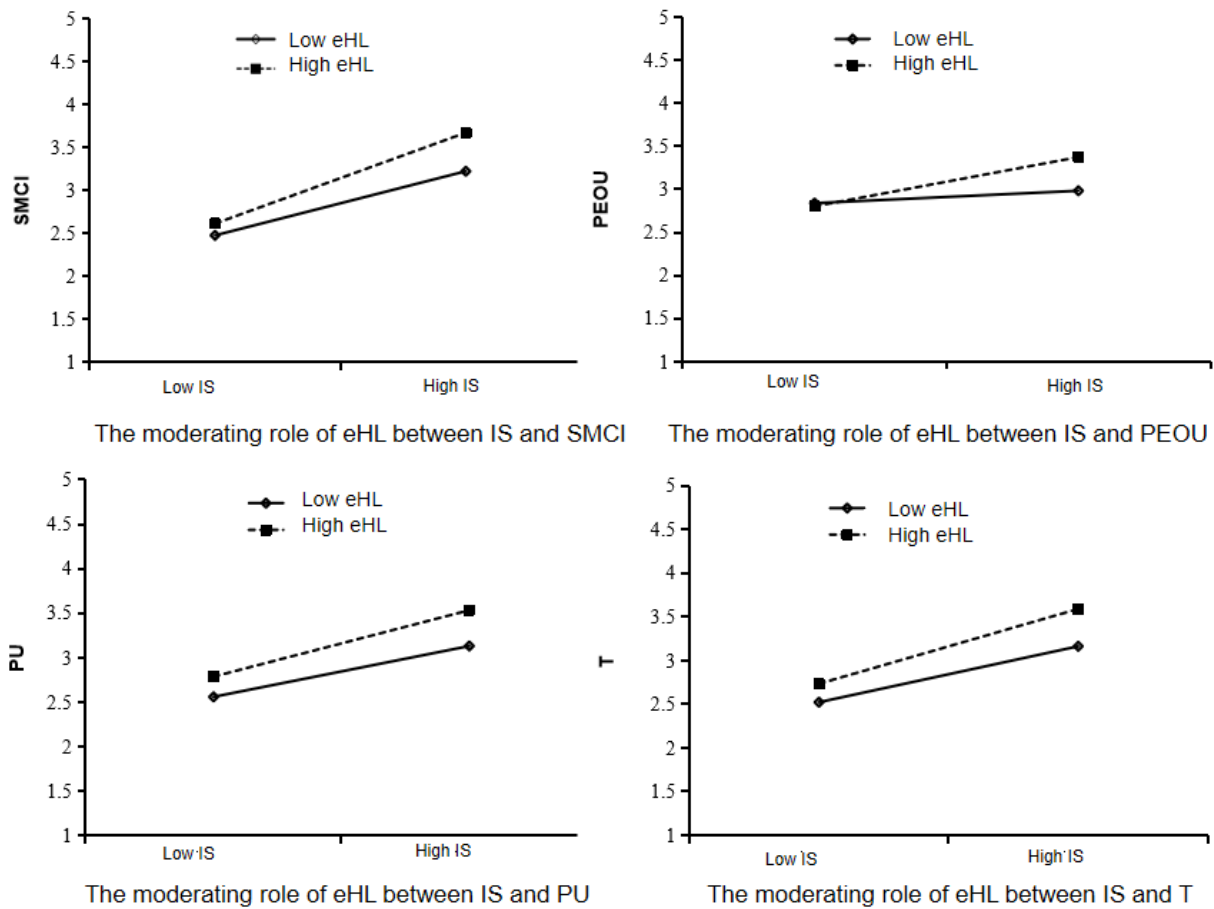 5
4.5
4
3.5
3
2.5
2
1.5
1
SMCI
Low eHL
High eHL
Low IS
High IS
The moderating role of eHL between IS and SMCI
5
4.5
4
3.5
3
2.5
2
1.5
1
PEOU
Low eHL
High eHL
Low IS
High IS
The moderating role of eHL between IS and PEOU
5
4.5
4
3.5
3
2.5
2
1.5
1
PU
Low eHL
High eHL
Low IS
High IS
The moderating role of eHL between IS and PU
5
4.5
4
3.5
3
2.5
2
1.5
1
T
Low eHL
High eHL
Low IS
High IS
The moderating role of eHL between IS and T